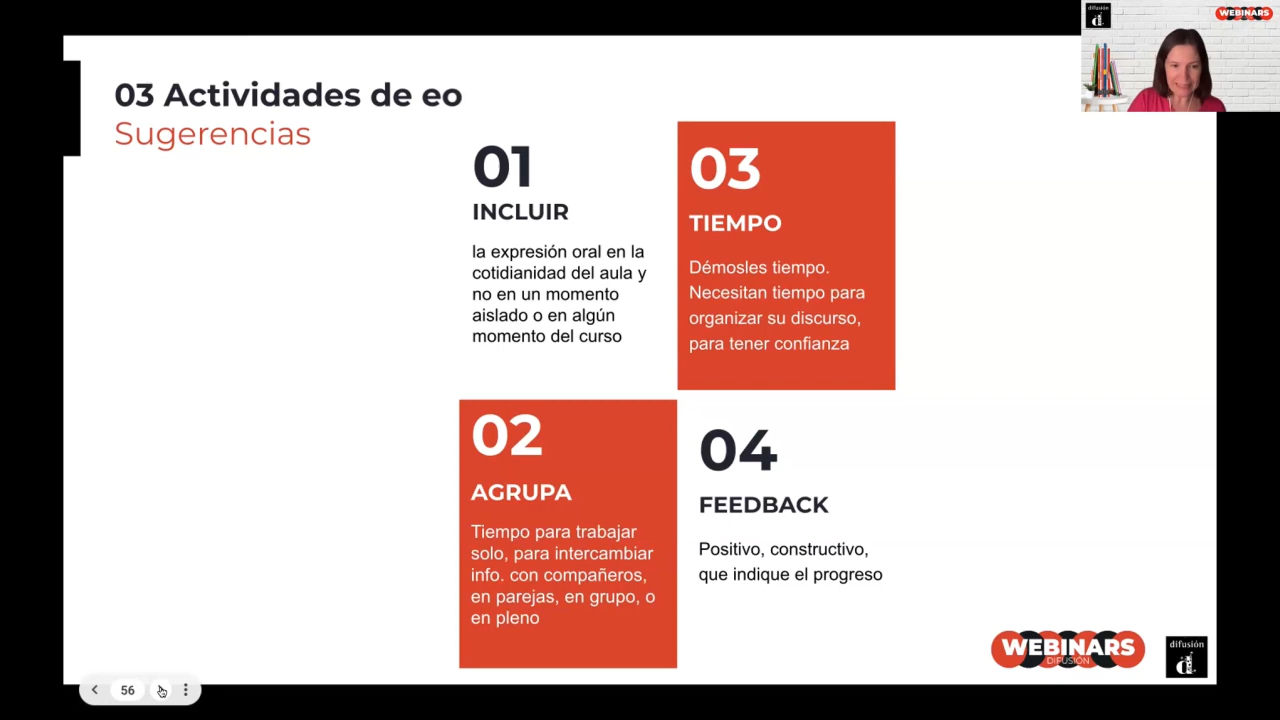 03 Actividades de eo
Sugerencias
01
INCLUIR
la expresión oral en la
cotidianidad del aula y
no en un momento
aislado o en algún
momento del curso
02
AGRUPA
Tiempo para trabajar
solo, para intercambiar
info. con compañeros,
en parejas, en grupo, o
en pleno
03
TIEMPO
Démosles tiempo.
Necesitan tiempo para
organizar su discurso,
para tener confianza
04
FEEDBACK
Positivo, constructivo,
que indique el progreso
WEBINARS
DIFUSIÓN
difusión
d
56
difusión
d
WEBINARS